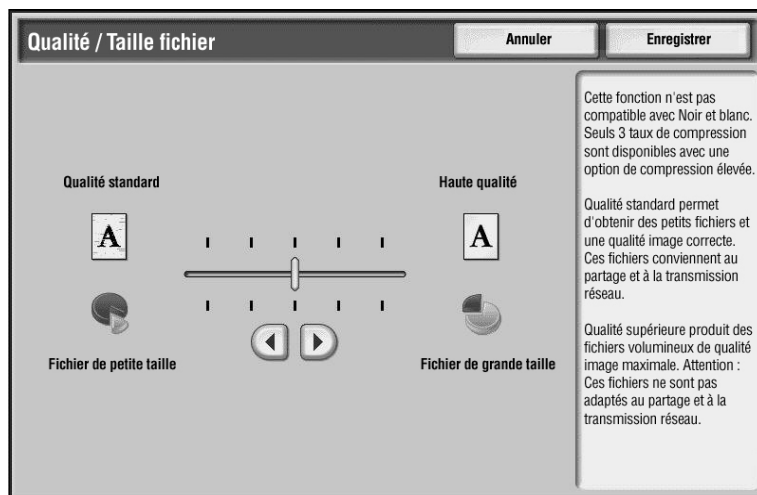 Qualité / Taille fichier
Annuler
Enregistrer
Qualité standard
Haute qualité
A
A
Fichier de petite taille
Fichier de grande taille
Cette fonction n'est pas
compatible avec Noir et blanc.
Seuls 3 taux de compression
sont disponibles avec une
option de compression élevée.
Qualité standard permet
d'obtenir des petits fichiers et
une qualité image correcte.
Ces fichiers conviennent au
partage et à la transmission
réseau.
Qualité supérieure produit des
fichiers volumineux de qualité
image maximale. Attention :
Ces fichiers ne sont pas
adaptés au partage et à la
transmission réseau.